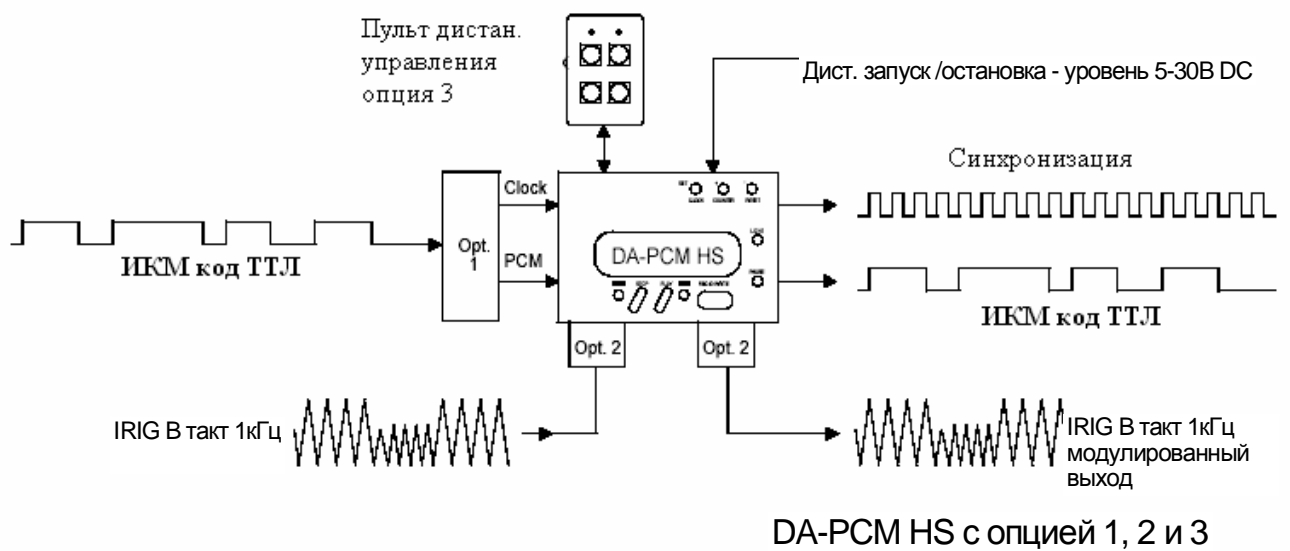 Пульт дистан.
управления
опция 3
Дист. запуск /остановка - уровень 5-30В DC
Синхронизация
Clock
Opt.
1
PCM
ИКМ код ТТЛ
DA-PCM HS
ИКМ код ТТЛ
Opt. 2
Opt. 2
IRIG B такт 1кГц
IRIG B такт 1кГц
модулированный
выход
DA-PCM HS с опцией 1, 2 и 3